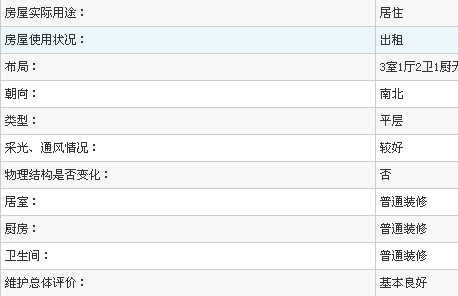 房屋实际用途： 居住
房屋使用状况： 出租
布局： 3室1厅2卫1厨
朝向： 南北
类型： 平层
采光、通风情况： 较好
物理结构是否变化： 否
居室： 普通装修
厨房： 普通装修
卫生间： 普通装修
维护总体评价： 基本良好